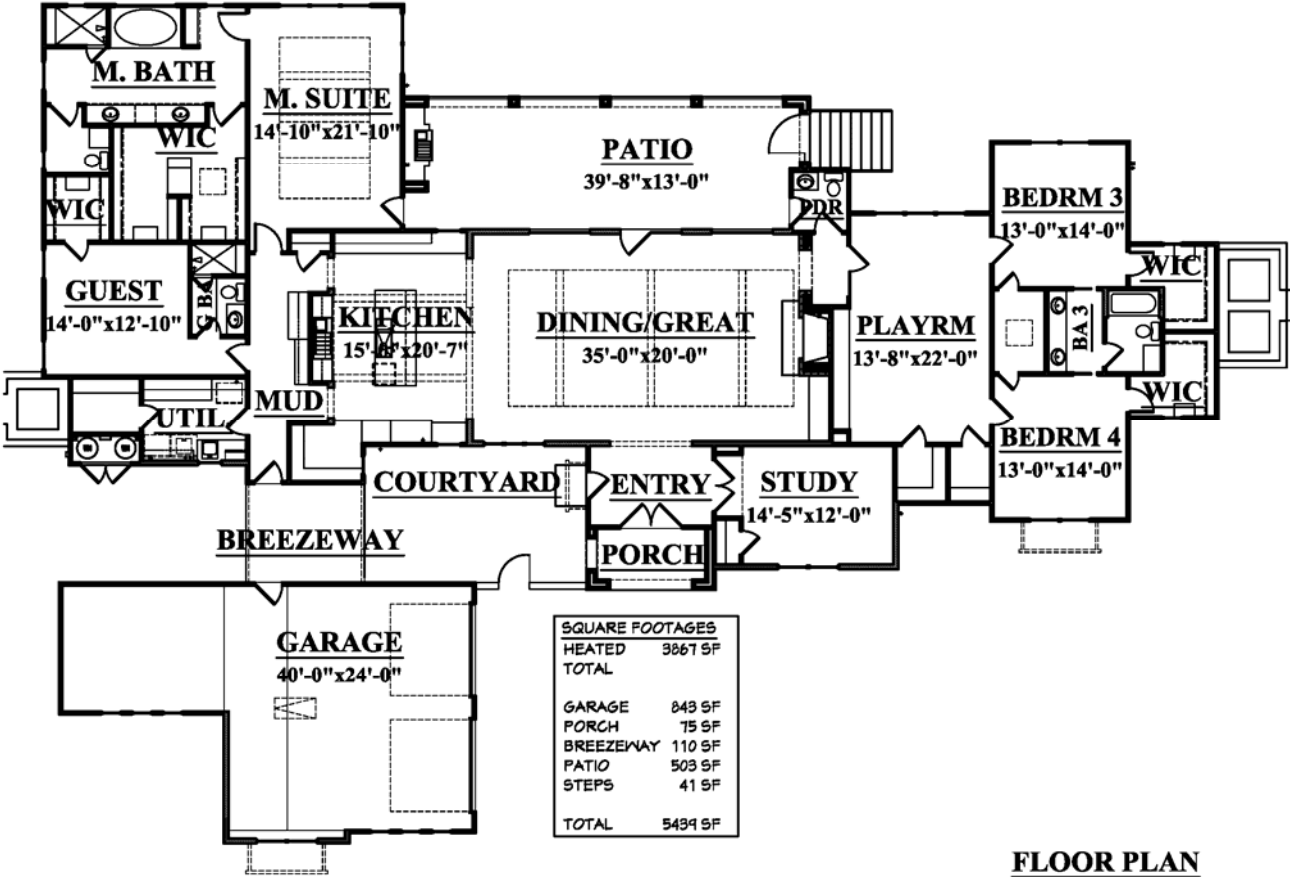 M. BATH
M. SUITE
14'-10"x21'-10"
WIC
WIC
PATIO
39'-8"x13'-0"
PDR
BEDRM 3
13'-0"x14'-0"
WIC
GUEST
14'-0"x12'-10"
G BA
KITCHEN
DINING/GREAT
35'-0"x20'-0"
PLAYRM
13'-8"x22'-0"
BA 3
WIC
MUD
UTIL
BEDRM 4
13'-0"x14'-0"
COURTYARD
ENTRY
STUDY
14'-5"x12'-0"
BREEZEWAY
PORCH
GARAGE
40'-0"x24'-0"
SQUARE FOOTAGES
HEATED 3867 SF
TOTAL
GARAGE 843 SF
PORCH 75 SF
BREEZEWAY 110 SF
PATIO 503 SF
STEPS 41 SF
TOTAL 5439 SF
FLOOR PLAN